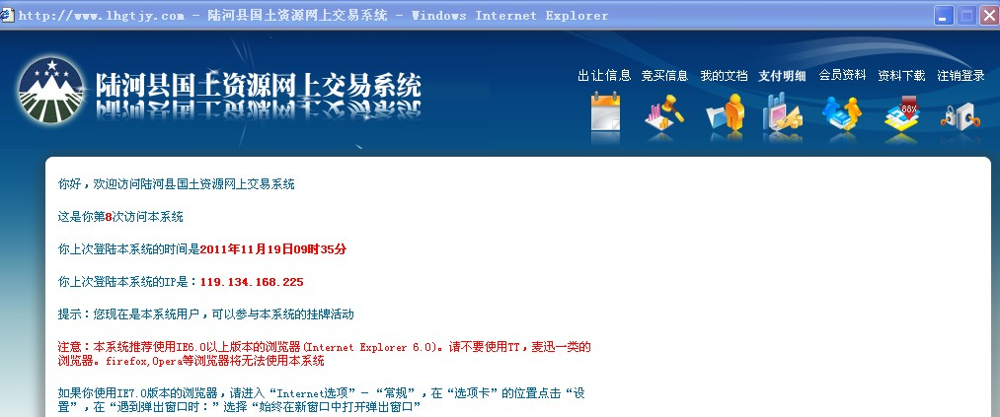 http://www.lhgtjy.com - 陆河县国土资源网上交易系统 - Windows Internet Explorer
陆河县国土资源网上交易系统
出让信息 竞买信息 我的文档 支付明细 会员资料 资料下载 注销登录
88%
你好，欢迎访问陆河县国土资源网上交易系统
这是你第8次访问本系统
你上次登陆本系统的时间是2011年11月19日09时35分
你上次登陆本系统的IP是：119.134.168.225
提示：您现在是本系统用户，可以参与本系统的挂牌活动
注意：本系统推荐使用IE6.0以上版本的浏览器(Internet Explorer 6.0)。请不要使用TT，麦迅一类的
浏览器。firefox,Opera等浏览器将无法使用本系统
如果你使用IE7.0版本的浏览器，请进入“Internet选项”－“常规”，在“选项卡”的位置点击“设
置”，在“遇到弹出窗口时：”选择“始终在新窗口中打开弹出窗口”